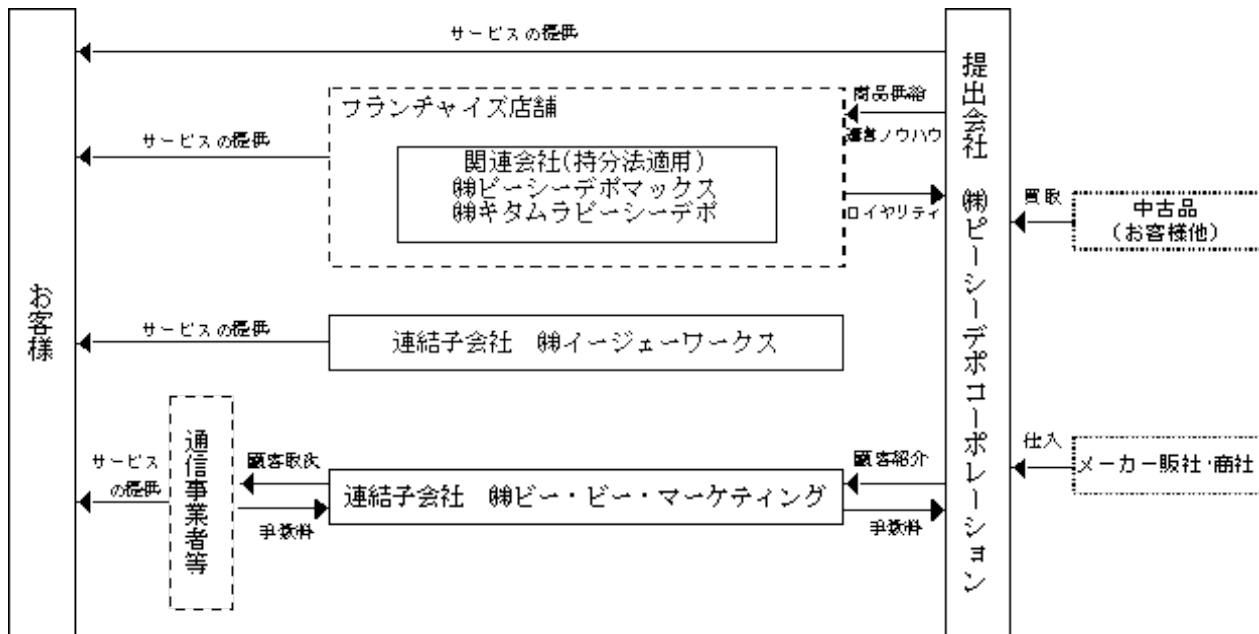 サービスの提供
お客様
サービスの提供
フランチャイズ店舗
関連会社(持分法適用)
㈱ピーシーデポマックス
㈱キタムラピーシーデポ
商品供給
運営ノウハウ
ロイヤリティ
提出会社 ㈱ピーシーデポコーポレーション
買取
中古品
(お客様他)
サービスの提供
連結子会社 ㈱イージェーワークス
サービス
の提供
通信事業者等
顧客取次
手数料
連結子会社 ㈱ビー・ビー・マーケティング
顧客紹介
手数料
仕入
メーカー販社・商社